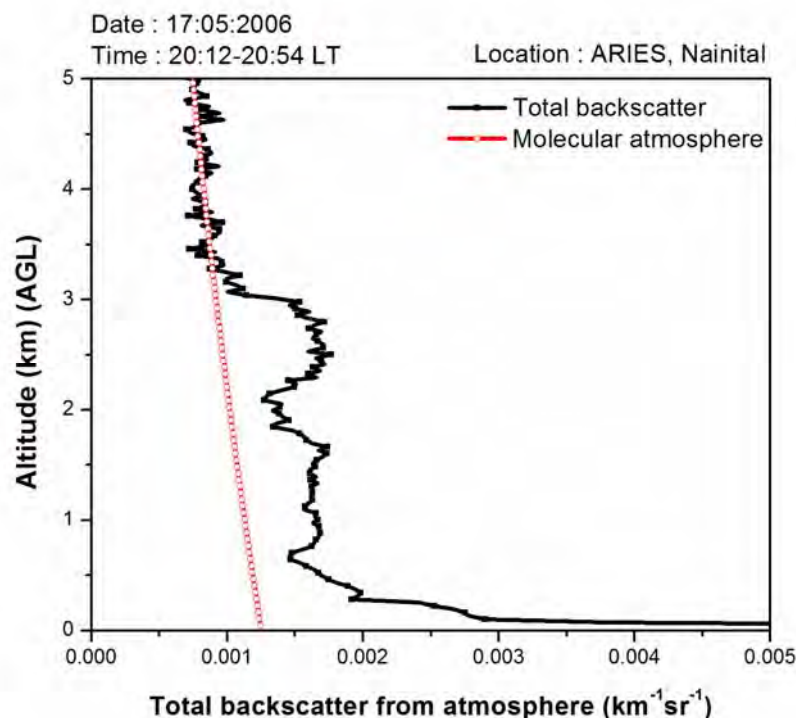 Date : 17:05:2006
Time : 20:12-20:54 LT
Location : ARIES, Nainital
Total backscatter
Molecular atmosphere
5
4
3
2
1
0
Altitude (km) (AGL)
0.000
0.001
0.002
0.003
0.004
0.005
Total backscatter from atmosphere (km⁻¹sr⁻¹)